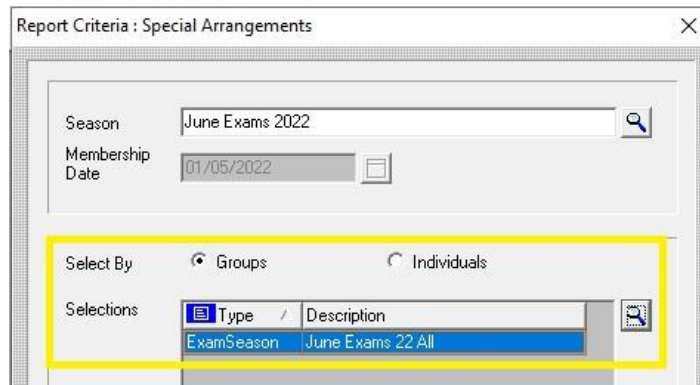 Report Criteria : Special Arrangements
Season
June Exams 2022
Membership
Date
01/05/2022
Select By
Groups
Individuals
Selections
Type / Description
ExamSeason June Exams 22 All